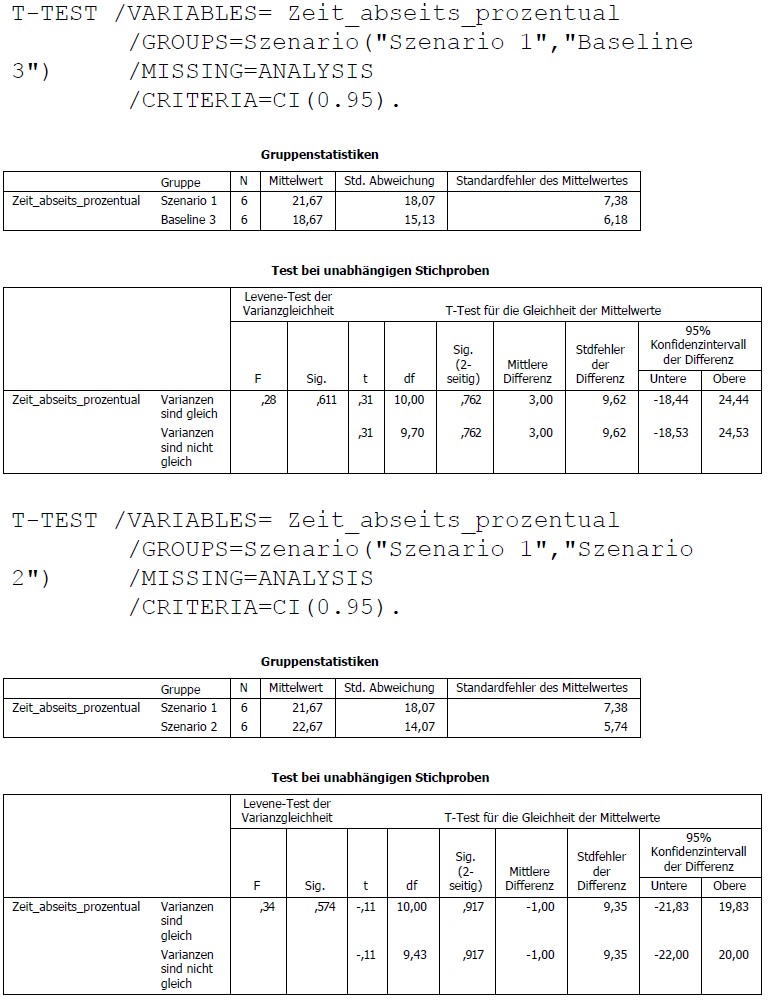 T-TEST /VARIABLES= Zeit_abseits_prozentual
/GROUPS=Szenario("Szenario 1","Baseline
3") /MISSING=ANALYSIS
/CRITERIA=CI(0.95).
Gruppenstatistiken
Gruppe N Mittelwert Std. Abweichung Standardfehler des Mittelwertes
Zeit_abseits_prozentual Szenario 1 6 21,67 18,07 7,38
Baseline 3 6 18,67 15,13 6,18
Test bei unabhängigen Stichproben
Levene-Test der
Varianzgleichheit
T-Test für die Gleichheit der Mittelwerte
F Sig. t df
Sig.
(2-
seitig)
Mittlere
Differenz
Stdfehler
der
Differenz
95%
Konfidenzintervall
der Differenz
Untere Obere
Zeit_abseits_prozentual Varianzen
sind gleich
,28 ,611 ,31 10,00 ,762 3,00 9,62 -18,44 24,44
Varianzen
sind nicht
gleich
,31 9,70 ,762 3,00 9,62 -18,53 24,53
T-TEST /VARIABLES= Zeit_abseits_prozentual
/GROUPS=Szenario("Szenario 1","Szenario
2") /MISSING=ANALYSIS
/CRITERIA=CI(0.95).
Gruppenstatistiken
Gruppe N Mittelwert Std. Abweichung Standardfehler des Mittelwertes
Zeit_abseits_prozentual Szenario 1 6 21,67 18,07 7,38
Szenario 2 6 22,67 14,07 5,74
Test bei unabhängigen Stichproben
Levene-Test der
Varianzgleichheit
T-Test für die Gleichheit der Mittelwerte
F Sig. t df
Sig.
(2-
seitig)
Mittlere
Differenz
Stdfehler
der
Differenz
95%
Konfidenzintervall
der Differenz
Untere Obere
Zeit_abseits_prozentual Varianzen
sind
gleich
,34 ,574 -,11 10,00 ,917 -1,00 9,35 -21,83 19,83
Varianzen
sind nicht
gleich
-,11 9,43 ,917 -1,00 9,35 -22,00 20,00